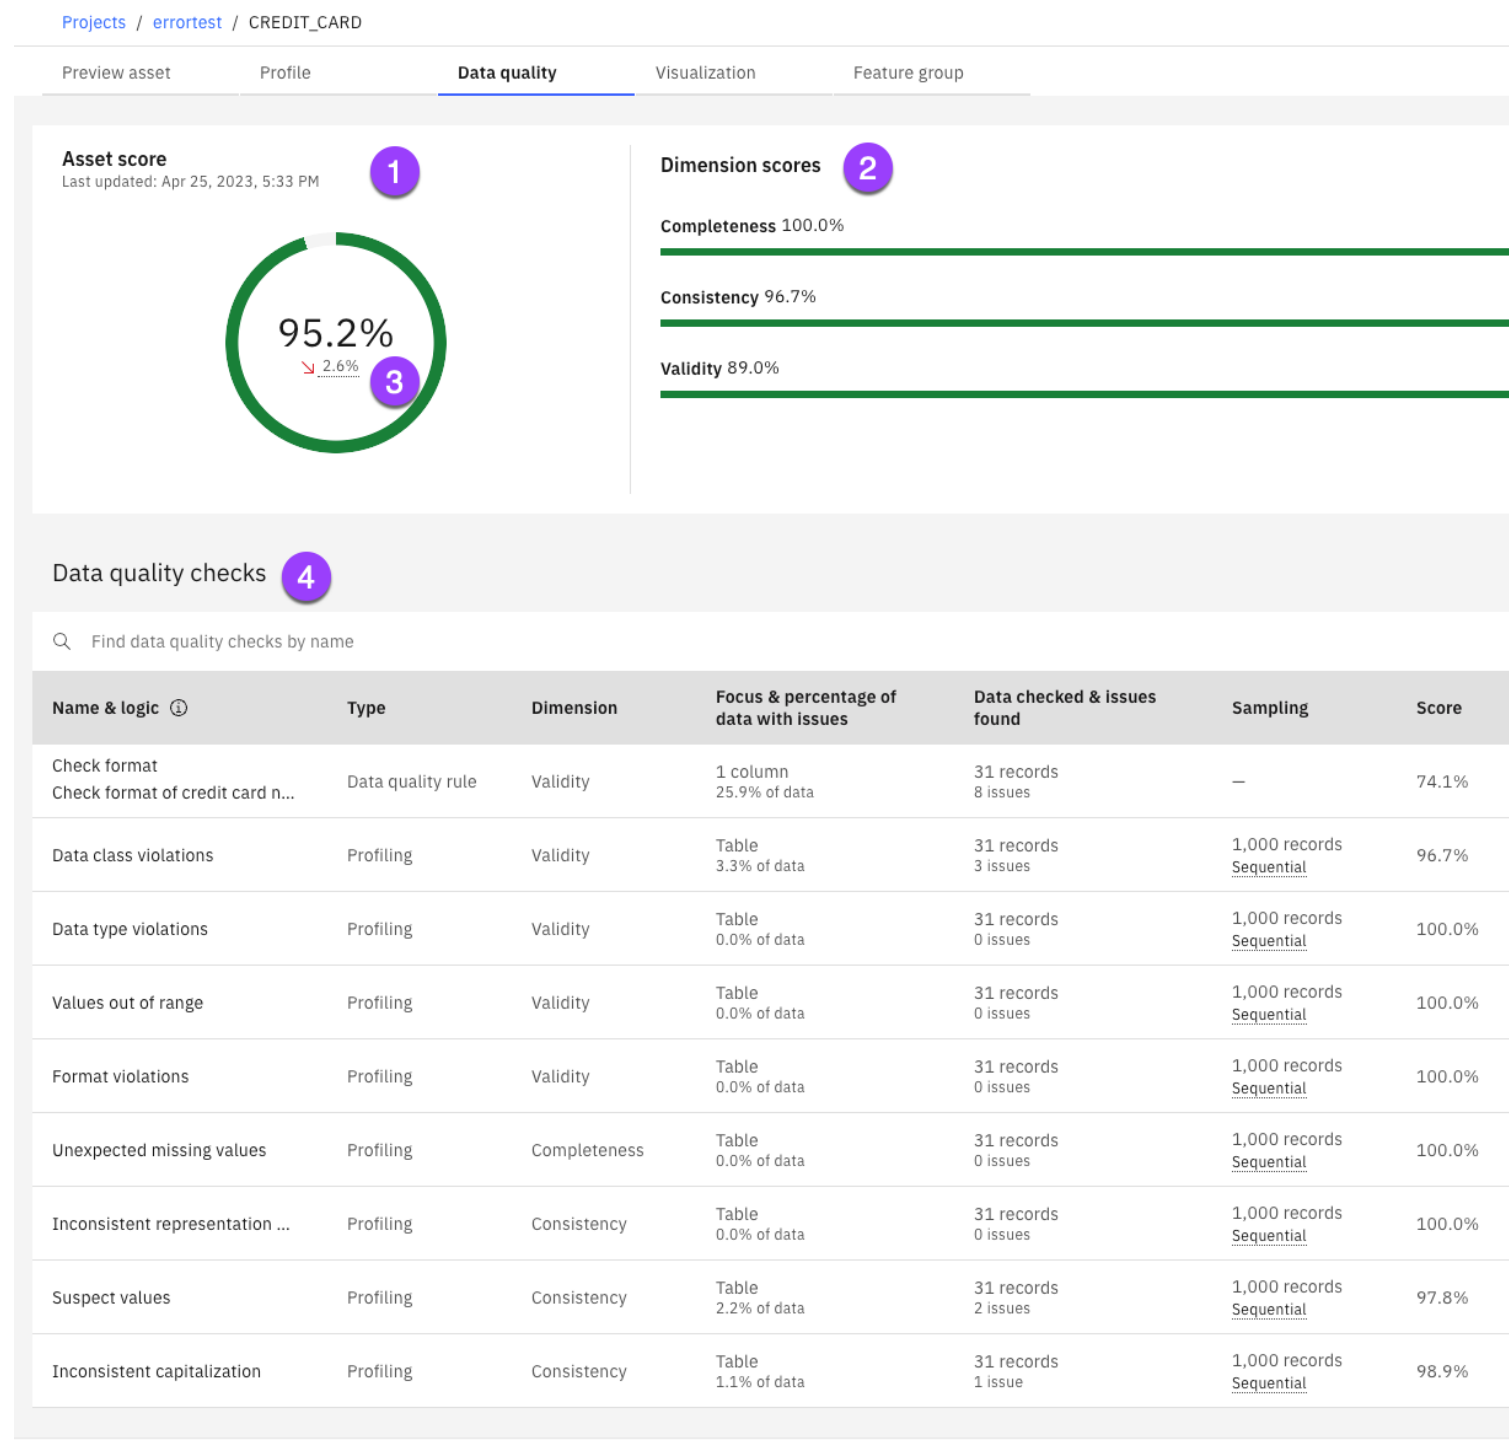 Projects / errortest / CREDIT_CARD
Preview asset Profile Data quality Visualization Feature group
Asset score 1
Last updated: Apr 25, 2023, 5:33 PM
95.2%
2.6% 3
Dimension scores 2
Completeness 100.0%
Consistency 96.7%
Validity 89.0%
Data quality checks 4
Find data quality checks by name
Name & logic Type Dimension Focus & percentage of data with issues Data checked & issues found Sampling Score
Check format
Check format of credit card n... Data quality rule Validity 1 column 25.9% of data 31 records 8 issues — 74.1%
Data class violations Profiling Validity Table 3.3% of data 31 records 3 issues 1,000 records Sequential 96.7%
Data type violations Profiling Validity Table 0.0% of data 31 records 0 issues 1,000 records Sequential 100.0%
Values out of range Profiling Validity Table 0.0% of data 31 records 0 issues 1,000 records Sequential 100.0%
Format violations Profiling Validity Table 0.0% of data 31 records 0 issues 1,000 records Sequential 100.0%
Unexpected missing values Profiling Completeness Table 0.0% of data 31 records 0 issues 1,000 records Sequential 100.0%
Inconsistent representation ... Profiling Consistency Table 0.0% of data 31 records 0 issues 1,000 records Sequential 100.0%
Suspect values Profiling Consistency Table 2.2% of data 31 records 2 issues 1,000 records Sequential 97.8%
Inconsistent capitalization Profiling Consistency Table 1.1% of data 31 records 1 issue 1,000 records Sequential 98.9%